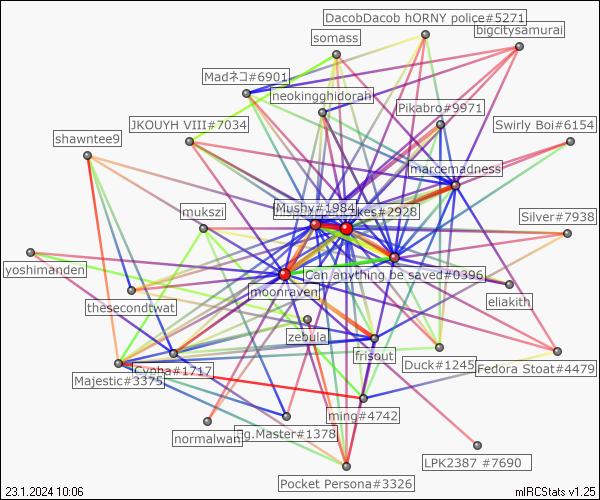 DacobDacob hORNY police#5271
bigcitysamurai
somass
Madネコ#6901
neokingghidorah
Pikabro#9971
JKOUYH VIII#7034
Swirly Boi#6154
shawntee9
marcemadness
Mushy#1984
kes#2928
mukszi
Silver#7938
yoshimanden
Can anything be saved#0396
moonraven
eliakith
thesecondtwat
zebula
frisout
Duck#1245
Fedora Stoat#4479
Cynha#1717
Majestic#3375
ming#4742
normalwan
g.Master#1378
LPK2387 #7690
Pocket Persona#3326
23.1.2024 10:06
mIRCStats v1.25